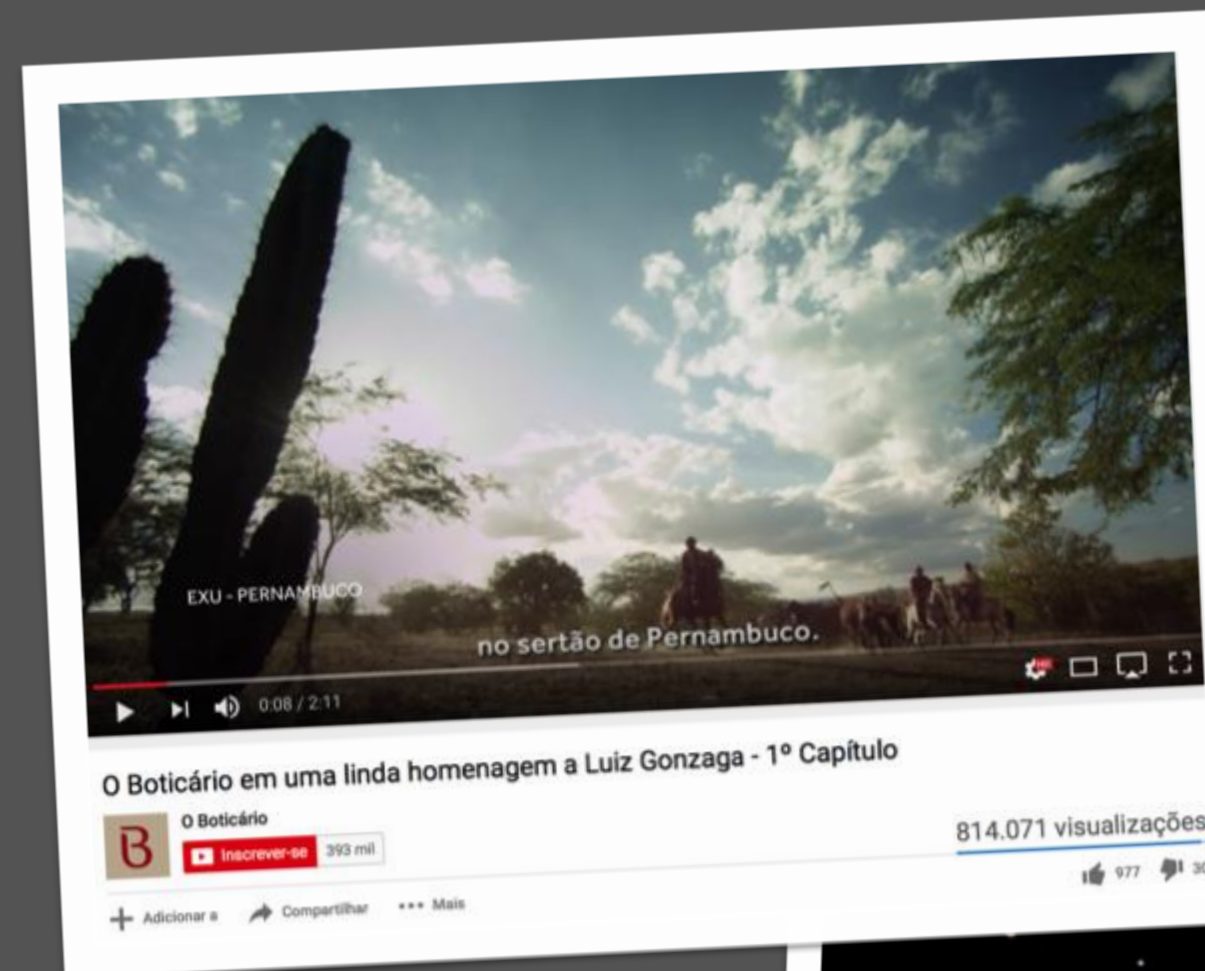 EXU - PERNAMBUCO
no sertão de Pernambuco.
HD
0:08 / 2:11
O Boticário em uma linda homenagem a Luiz Gonzaga - 1º Capítulo
B
O Boticário
Inscrever-se 393 mil
814.071 visualizações
977
Adicionar a Compartilhar Mais